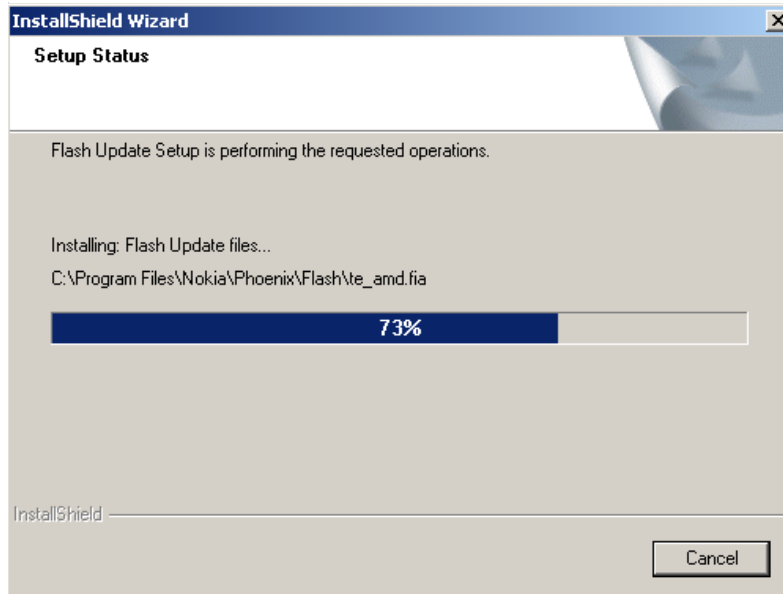 InstallShield Wizard
Setup Status
Flash Update Setup is performing the requested operations.
Installing: Flash Update files...
C:\Program Files\Nokia\Phoenix\Flash\te_amd.fia
73%
InstallShield
Cancel